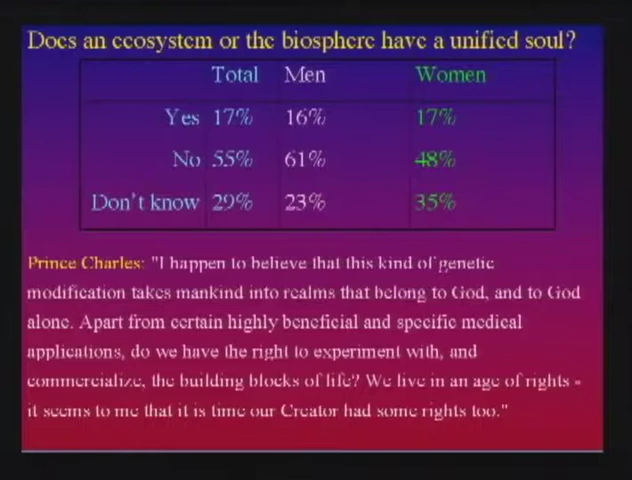 Does an ecosystem or the biosphere have a unified soul?
Total Men Women
Yes 17% 16% 17%
No 55% 61% 48%
Don't know 29% 23% 35%
Prince Charles: "I happen to believe that this kind of genetic
modification takes mankind into realms that belong to God, and to God
alone. Apart from certain highly beneficial and specific medical
applications, do we have the right to experiment with, and
commercialize, the building blocks of life? We live in an age of rights -
it seems to me that it is time our Creator had some rights too."